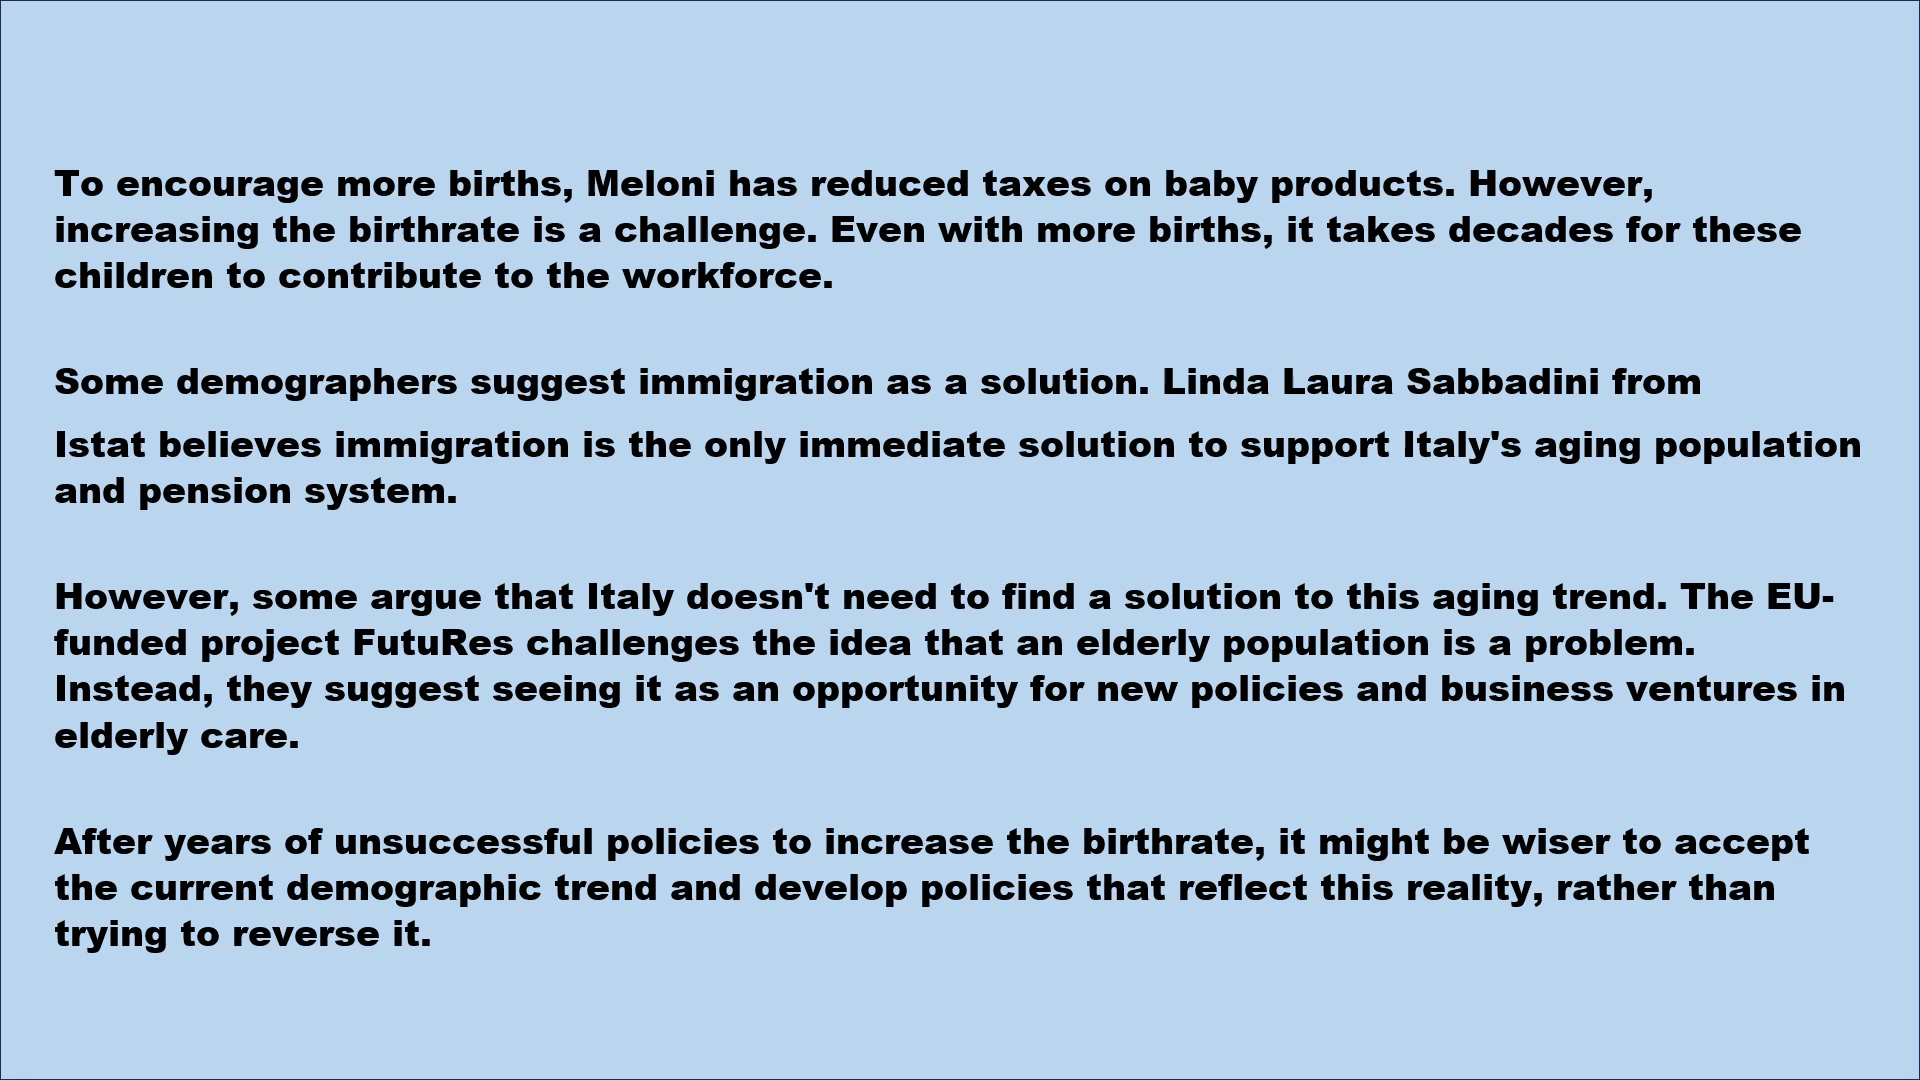 To encourage more births, Meloni has reduced taxes on baby products. However,
increasing the birthrate is a challenge. Even with more births, it takes decades for these
children to contribute to the workforce.
Some demographers suggest immigration as a solution. Linda Laura Sabbadini from
Istat believes immigration is the only immediate solution to support Italy's aging population
and pension system.
However, some argue that Italy doesn't need to find a solution to this aging trend. The EU-
funded project FutuRes challenges the idea that an elderly population is a problem.
Instead, they suggest seeing it as an opportunity for new policies and business ventures in
elderly care.
After years of unsuccessful policies to increase the birthrate, it might be wiser to accept
the current demographic trend and develop policies that reflect this reality, rather than
trying to reverse it.